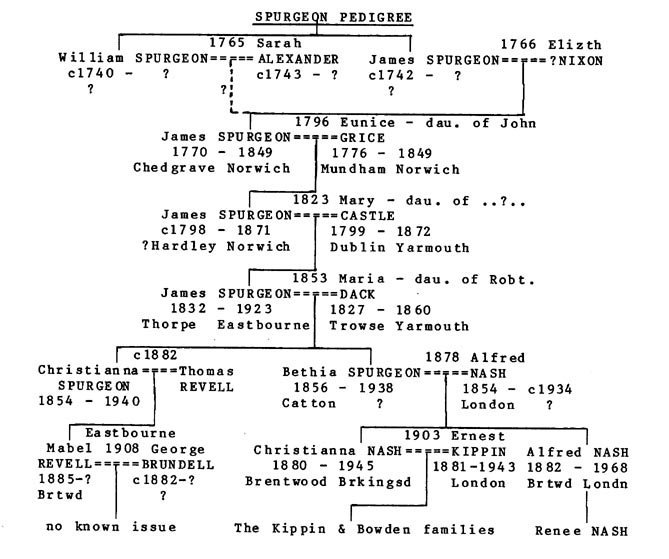 SPURGEON PEDIGREE
1765 Sarah 1766 Elizth
William SPURGEON===== ALEXANDER James SPURGEON=====?NIXON
c1740 - ? c1743 - ? c1742 - ?
? ? ?
1796 Eunice - dau. of John
James SPURGEON=====GRICE
1770 - 1849 1776 - 1849
Chedgrave Norwich Mundham Norwich
1823 Mary - dau. of ..?..
James SPURGEON=====CASTLE
c1798 - 1871 1799 - 1872
?Hardley Norwich Dublin Yarmouth
1853 Maria - dau. of Robt.
James SPURGEON=====DACK
1832 - 1923 1827 - 1860
Thorpe Eastbourne Trowse Yarmouth
c1882 1878 Alfred
Christianna ====Thomas Bethia SPURGEON=====NASH
SPURGEON REVELL 1856 - 1938 1854 - c1934
1854 - 1940 Catton ? London ?
Eastbourne 1903 Ernest
Mabel 1908 George Christianna NASH=====KIPPIN Alfred NASH
REVELL=====BRUNDELL 1880 - 1945 1881-1943 1882 - 1968
1885-? c1882-? Brentwood Brkingsd London Brtwd Londn
Brtwd ?
no known issue The Kippin & Bowden families Renee NASH